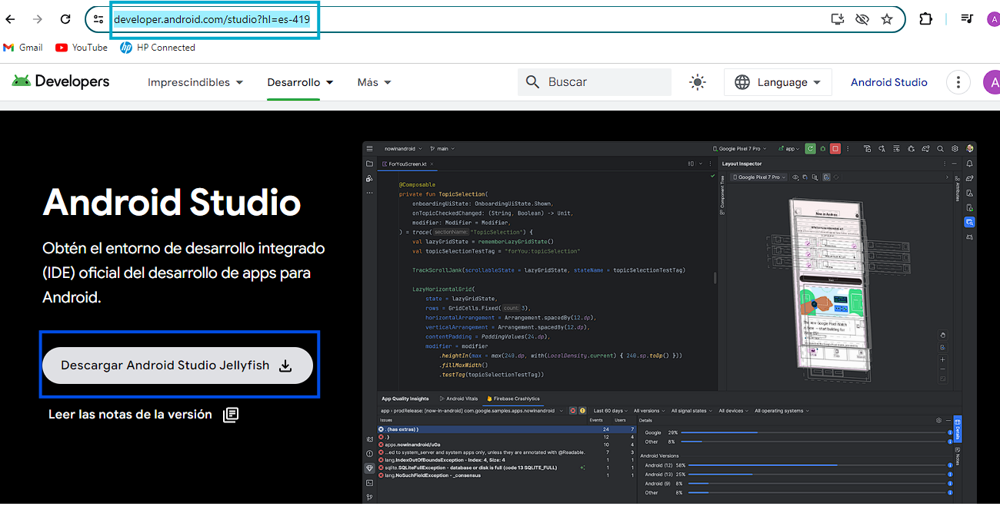 developer.android.com/studio?hl=es-419
A
Gmail YouTube HP Connected
Developers Imprescindibles Desarrollo Más Buscar Language Android Studio A
Android Studio
Obtén el entorno de desarrollo integrado
(IDE) oficial del desarrollo de apps para
Android.
Descargar Android Studio Jellyfish
Leer las notas de la versión
nowinandroid main Google Pixel 7 Pro app
ForYouScreen.kt Layout Inspector
Google Pixel 7 Pro
Component Tree
Attributes
@Composable
private fun TopicSelection(
onboardingUiState: OnboardingUiState.Shown,
onTopicCheckedChanged: (String, Boolean) -> Unit,
modifier: Modifier = Modifier,
) = trace( sectionName: "TopicSelection") {
val lazyGridState = rememberLazyGridState()
val topicSelectionTestTag = "forYou:topicSelection"
TrackScrollJank(scrollableState = lazyGridState, stateName = topicSelectionTestTag)
LazyHorizontalGrid(
state = lazyGridState,
rows = GridCells.Fixed( count: 3),
horizontalArrangement = Arrangement.spacedBy(12.dp),
verticalArrangement = Arrangement.spacedBy(12.dp),
contentPadding = PaddingValues(24.dp),
modifier = modifier
.heightIn(max = max(240.dp, with(LocalDensity.current) { 240.sp.toDp() }))
.fillMaxWidth()
.testTag(topicSelectionTestTag))
App Quality Insights Android Vitals Firebase Crashlytics
app › prodRelease: [now-in-android] com.google.samples.apps.nowinandroid Last 60 days All versions All signal states All devices All operating systems
Issues Events Users Details
. (has extras) } 24 7
.} 12 4
apps.nowinandroid/u0a 10 4
...ed to system_server and system apps only, unless they are annotated with @Readable. 7 3
lang.IndexOutOfBoundsException - Index: 4, Size: 4 1 1
sqlite.SQLiteFullException - database or disk is full (code 13 SQLITE_FULL) 1 1
lang.NoSuchFieldException - _consensus 1 1
Google 29%
Other 8%
Android Versions
Android (12) 58%
Android (13) 25%
Android (9) 8%
Other 8%
Details
Notes